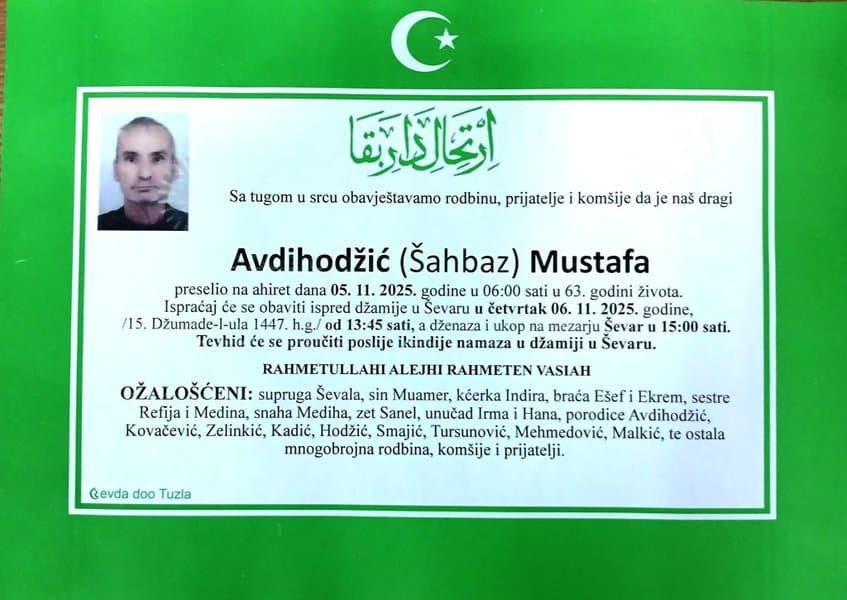 اِرْتِحَالِ دَارِ بَقَا
Sa tugom u srcu obavještavamo rodbinu, prijatelje i komšije da je naš dragi
Avdihodžić (Šahbaz) Mustafa
preselio na ahiret dana 05. 11. 2025. godine u 06:00 sati u 63. godini života.
Ispraćaj će se obaviti ispred džamije u Ševaru u četvrtak 06. 11. 2025. godine,
/15. Džumade-l-ula 1447. h.g./ od 13:45 sati, a dženaza i ukop na mezarju Ševar u 15:00 sati.
Tevhid će se proučiti poslije ikindije namaza u džamiji u Ševaru.
RAHMETULLAHI ALEJHI RAHMETEN VASIAH
OŽALOŠĆENI: supruga Ševala, sin Muamer, kćerka Indira, braća Ešef i Ekrem, sestre
Refija i Medina, snaha Mediha, zet Sanel, unučad Irma i Hana, porodice Avdihodžić,
Kovačević, Zelinkić, Kadić, Hodžić, Smajić, Tursunović, Mehmedović, Malkić, te ostala
mnogobrojna rodbina, komšije i prijatelji.
Revda doo Tuzla